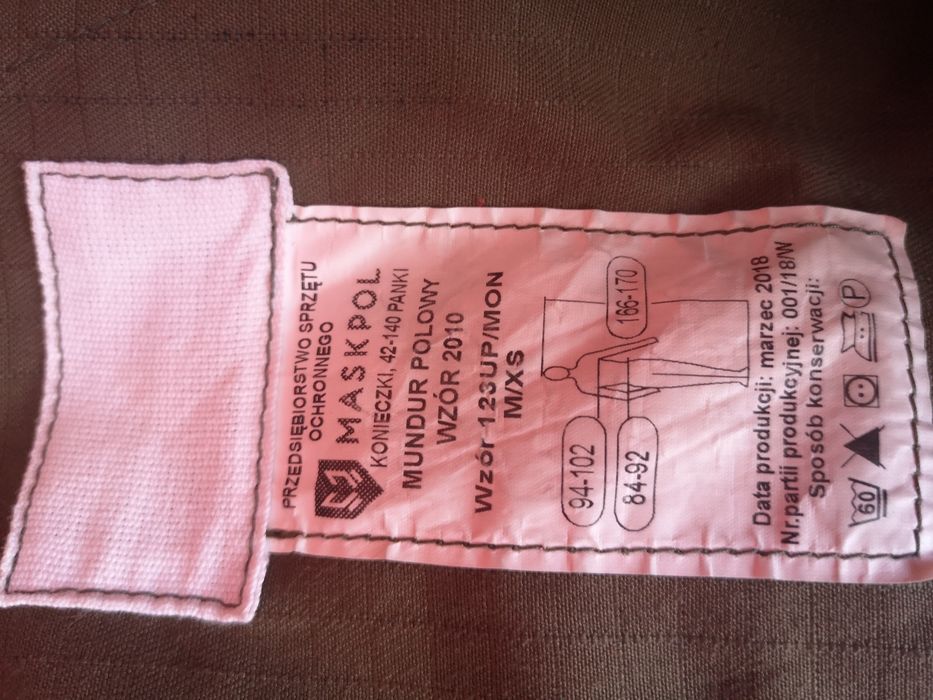 PRZEDSIĘBIORSTWO SPRZĘTU
OCHRONNEGO
MASKPOL
KONIECZKI, 42-140 PANKI
MUNDUR POLOWY
WZÓR 2010
Wzór 123UP/MON
MXS
94-102
84-92
166-170
Data produkcji: marzec 2018
Nr.partii produkcyjnej: 001/18/W
Sposób konserwacji:
60
P